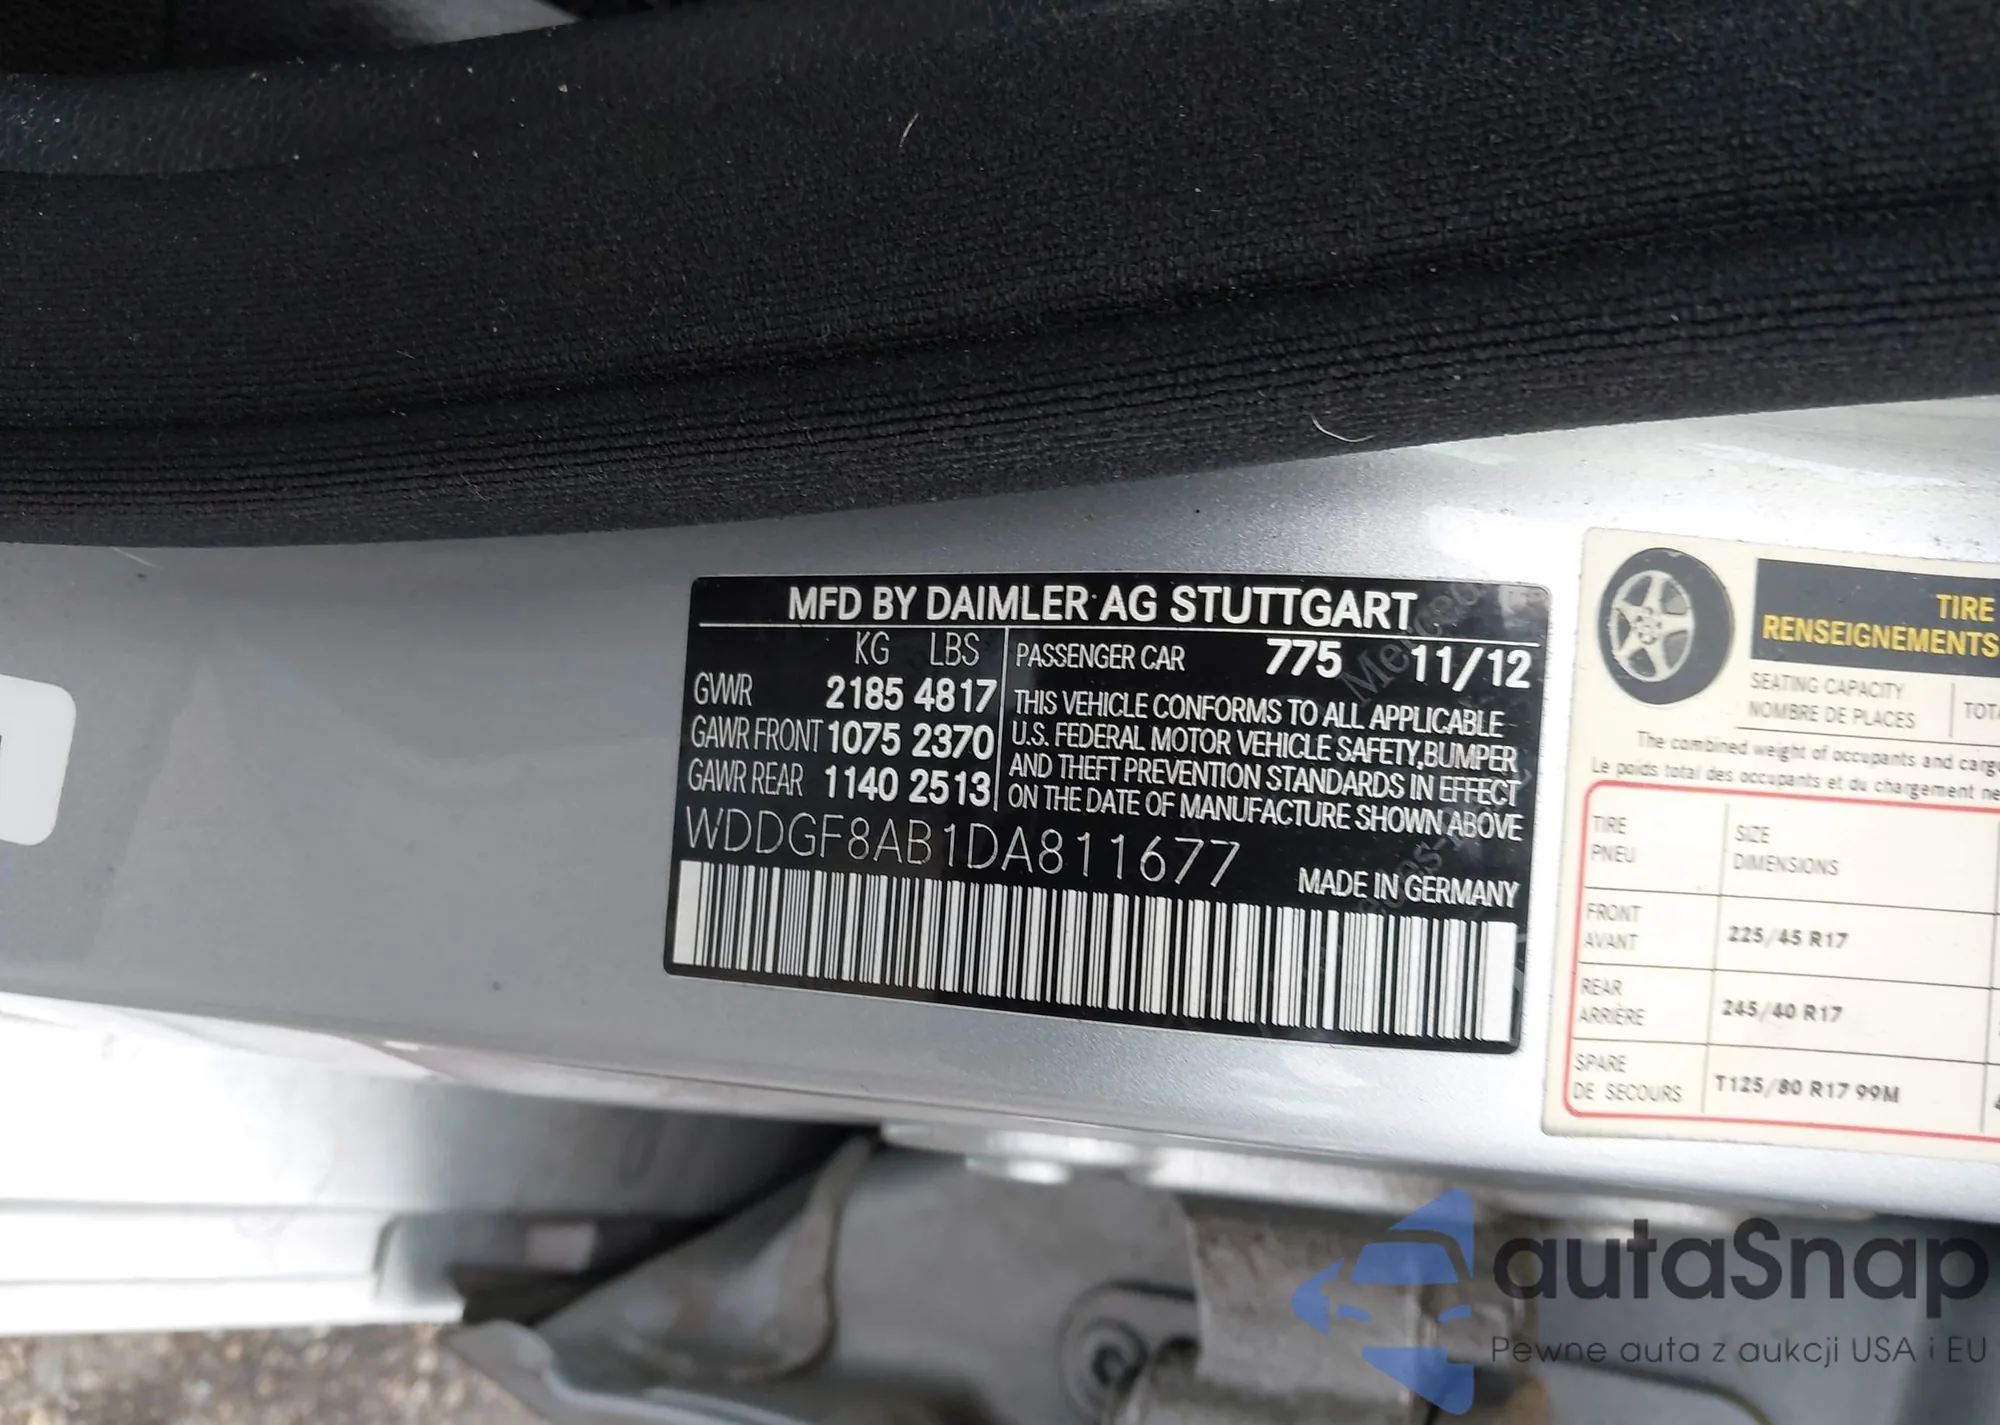 MFD BY DAIMLER AG STUTTGART
KG LBS
GVWR 2185 4817
GAWR FRONT 1075 2370
GAWR REAR 1140 2513
PASSENGER CAR 775 11/12
THIS VEHICLE CONFORMS TO ALL APPLICABLE
U.S. FEDERAL MOTOR VEHICLE SAFETY,BUMPER
AND THEFT PREVENTION STANDARDS IN EFFECT
ON THE DATE OF MANUFACTURE SHOWN ABOVE
WDDGF8AB1DA811677
MADE IN GERMANY
TIRE
RENSEIGNEMENTS
SEATING CAPACITY
NOMBRE DE PLACES
The combined weight of occupants and
Le poids total des occupants et du chargement
TIRE SIZE
PNEU DIMENSIONS
FRONT
AVANT 225/45 R17
REAR
ARRIÈRE 245/40 R17
SPARE
DE SECOURS T125/80 R17 99M
autaSnap
Pewne auta z aukcji USA i EU